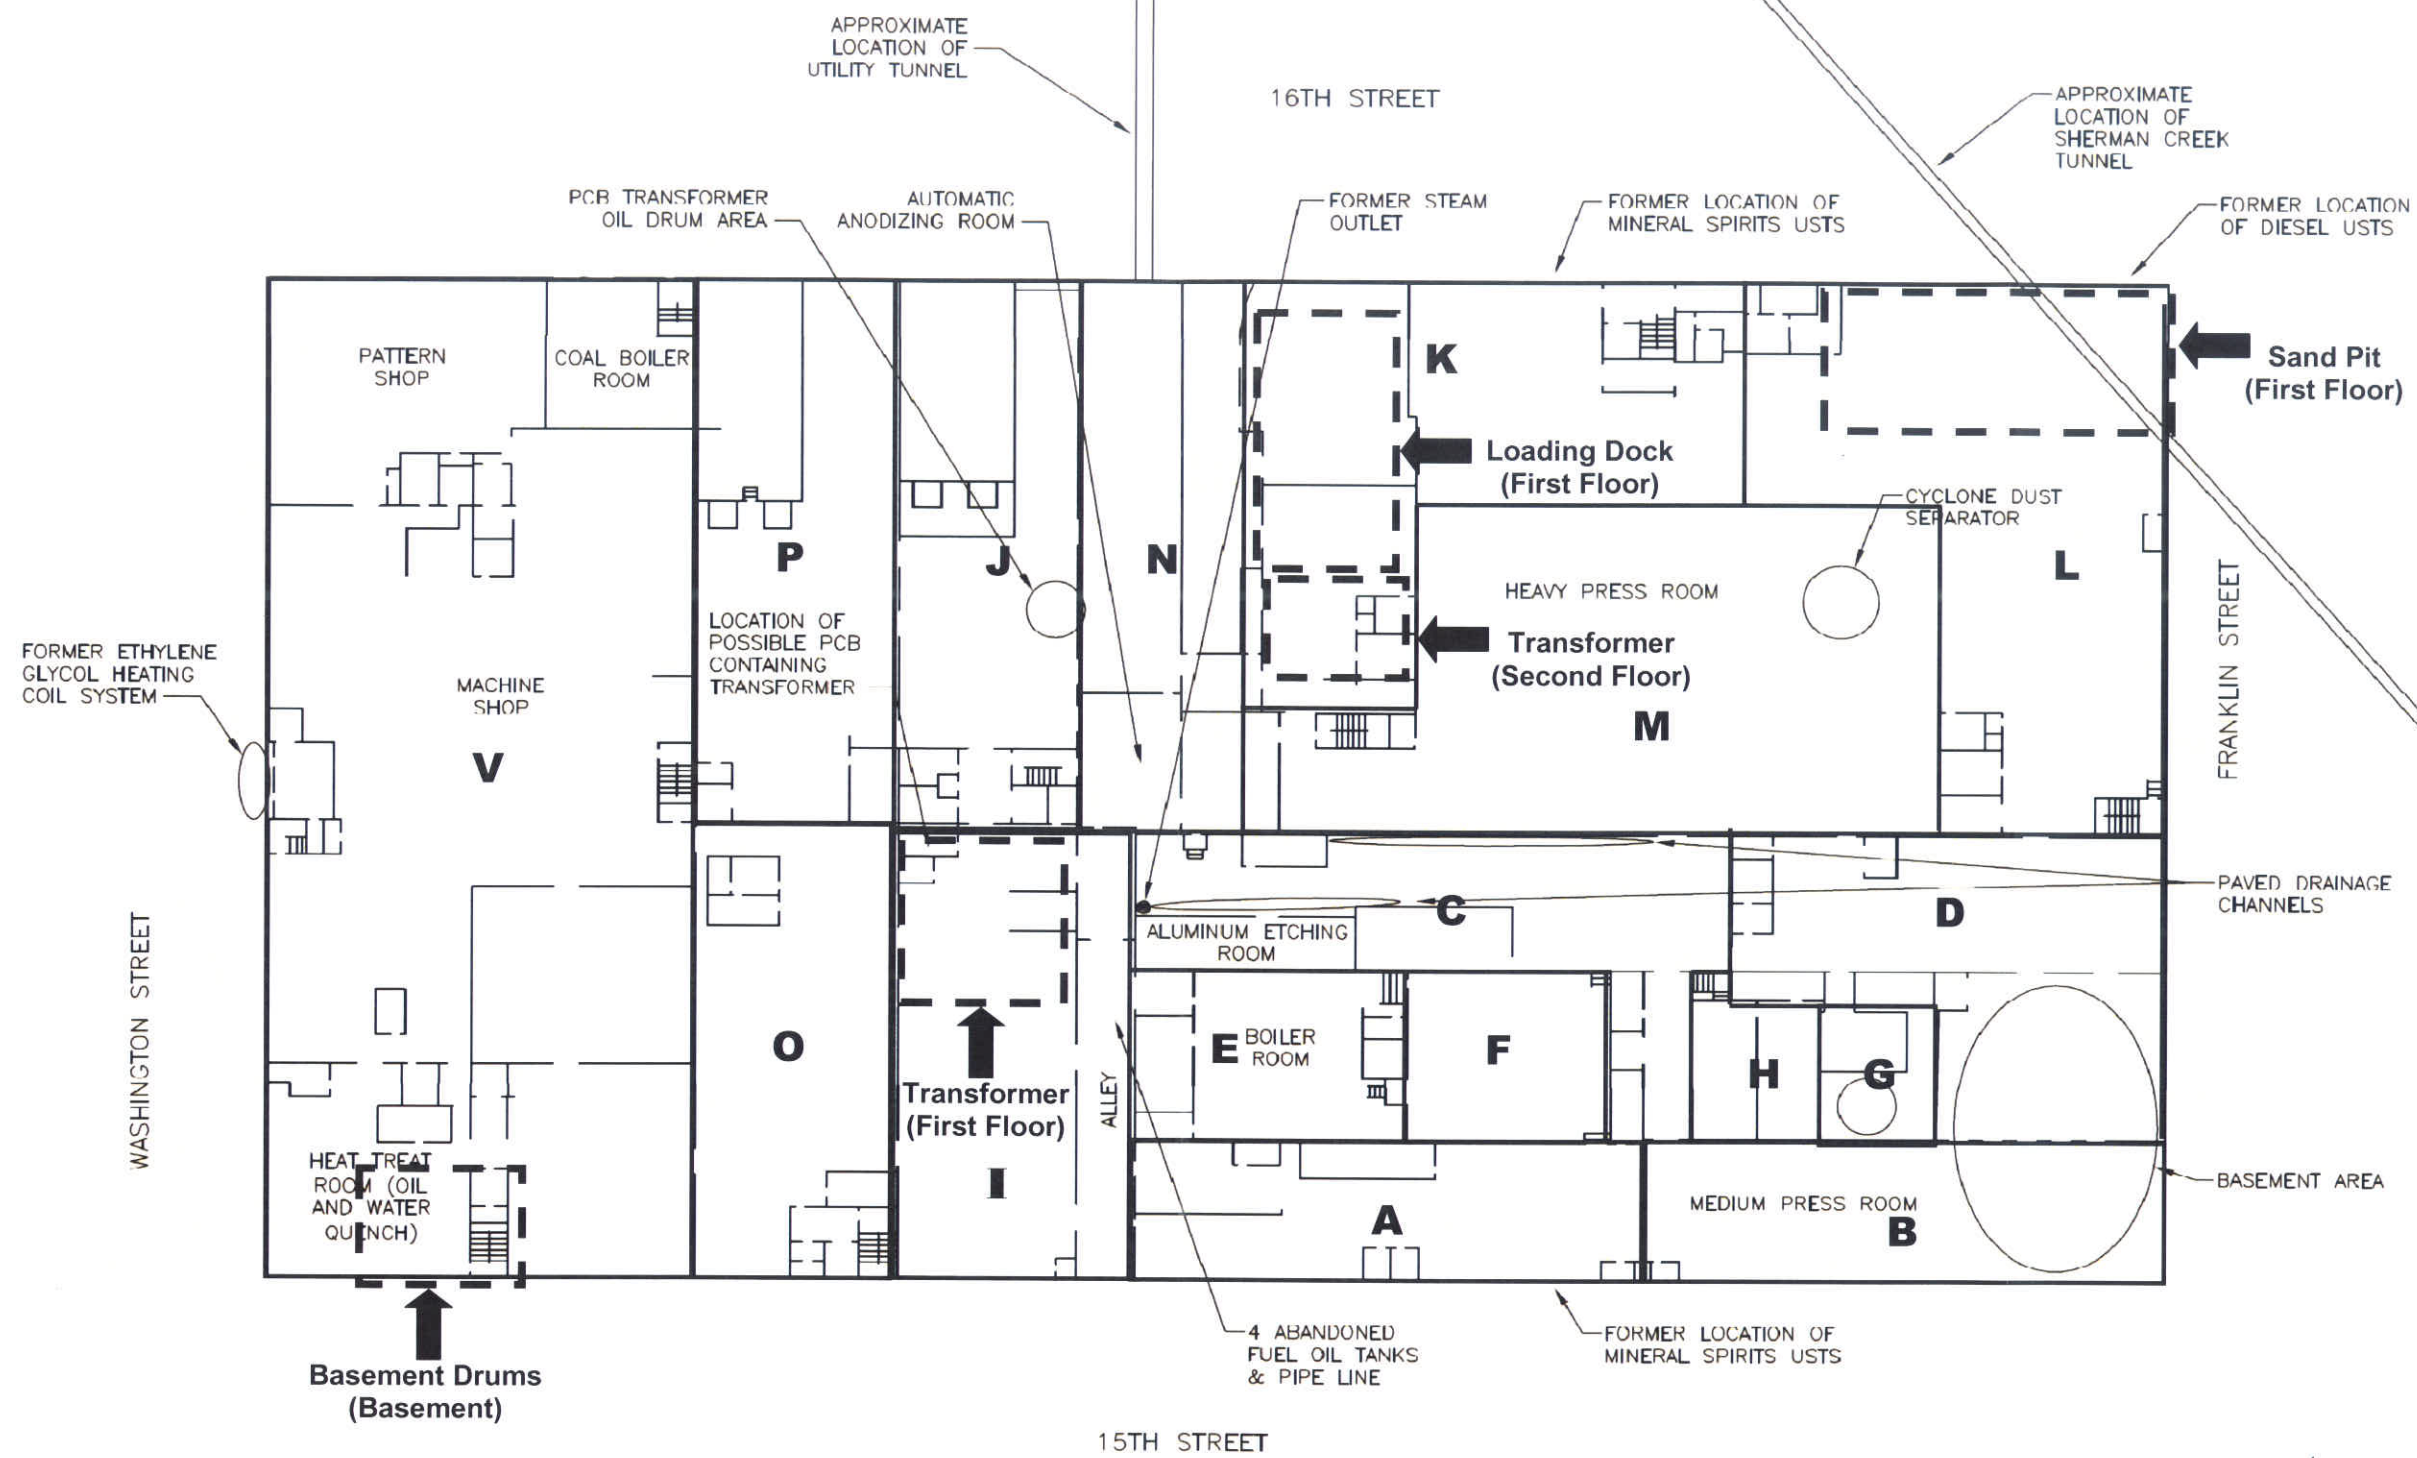 APPROXIMATE
LOCATION OF
UTILITY TUNNEL
16TH STREET
APPROXIMATE
LOCATION OF
SHERMAN CREEK
TUNNEL
PCB TRANSFORMER
OIL DRUM AREA
AUTOMATIC
ANODIZING ROOM
FORMER STEAM
OUTLET
FORMER LOCATION OF
MINERAL SPIRITS USTS
FORMER LOCATION
OF DIESEL USTS
PATTERN
SHOP
COAL BOILER
ROOM
K
Sand Pit
(First Floor)
Loading Dock
(First Floor)
CYCLONE DUST
SEPARATOR
P
J
N
L
HEAVY PRESS ROOM
LOCATION OF
POSSIBLE PCB
CONTAINING
TRANSFORMER
Transformer
(Second Floor)
FRANKLIN STREET
FORMER ETHYLENE
GLYCOL HEATING
COIL SYSTEM
MACHINE
SHOP
V
M
PAVED DRAINAGE
CHANNELS
C
D
ALUMINUM ETCHING
ROOM
WASHINGTON STREET
O
E
BOILER
ROOM
F
H
G
Transformer
(First Floor)
ALLEY
HEAT TREAT
ROOM (OIL
AND WATER
QUENCH)
I
A
MEDIUM PRESS ROOM
B
BASEMENT AREA
Basement Drums
(Basement)
4 ABANDONED
FUEL OIL TANKS
& PIPE LINE
FORMER LOCATION OF
MINERAL SPIRITS USTS
15TH STREET